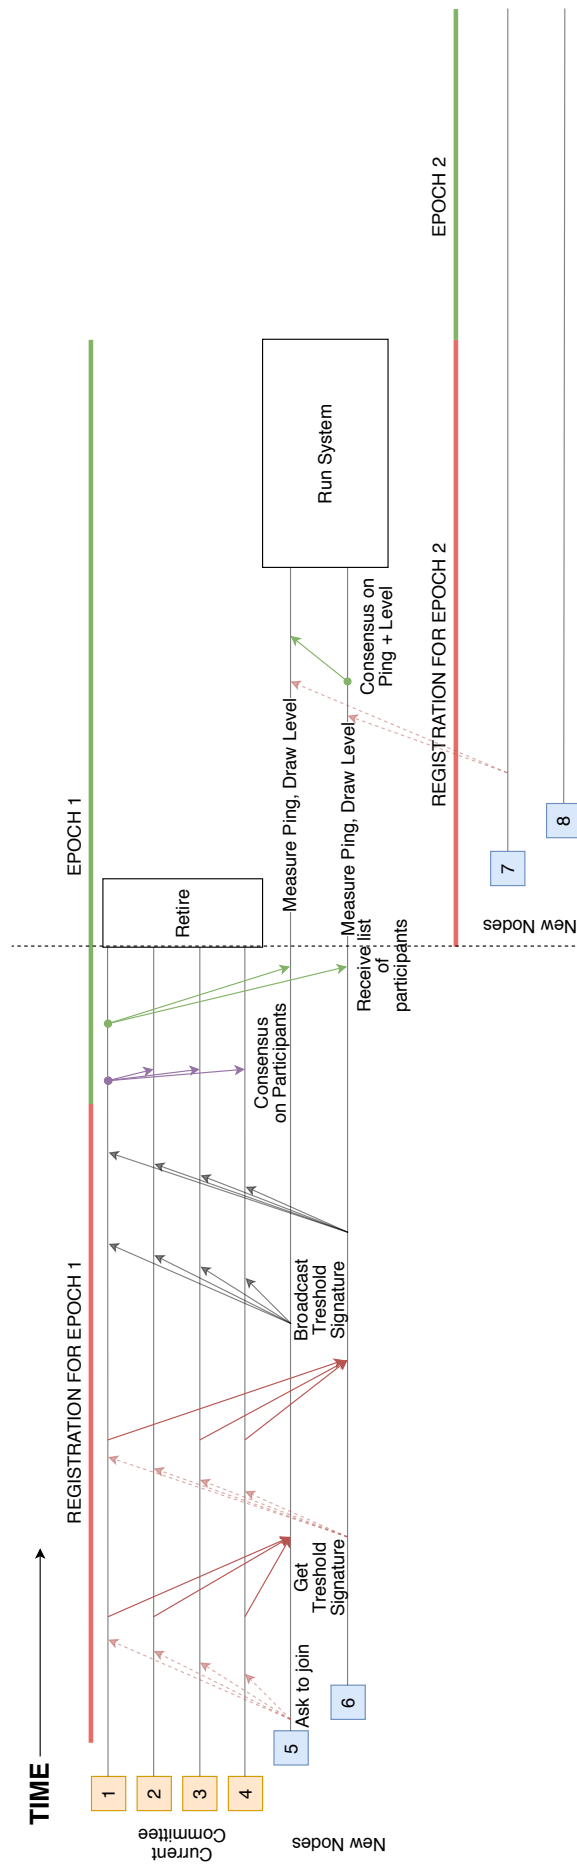 TIME
REGISTRATION FOR EPOCH 1
EPOCH 1
Current
Committee
1
2
3
4
Retire
New Nodes
5
6
Ask to join
Get
Treshold
Signature
Broadcast
Treshold
Signature
Consensus
on Participants
Receive list
of
participants
Measure Ping, Draw Level
Measure Ping, Draw Level
Consensus on
Ping + Level
Run System
REGISTRATION FOR EPOCH 2
EPOCH 2
New Nodes
7
8